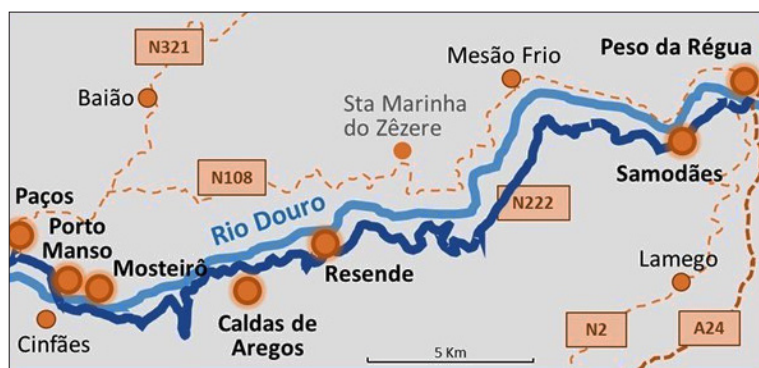 N321
Peso da Régua
Mesão Frio
Baião
Sta Marinha
do Zêzere
N108
Samodães
Paços
Rio Douro
N222
Porto
Manso
Mosteirô
Resende
Lamego
Caldas de
Aregos
Cinfães
N2
A24
5 Km